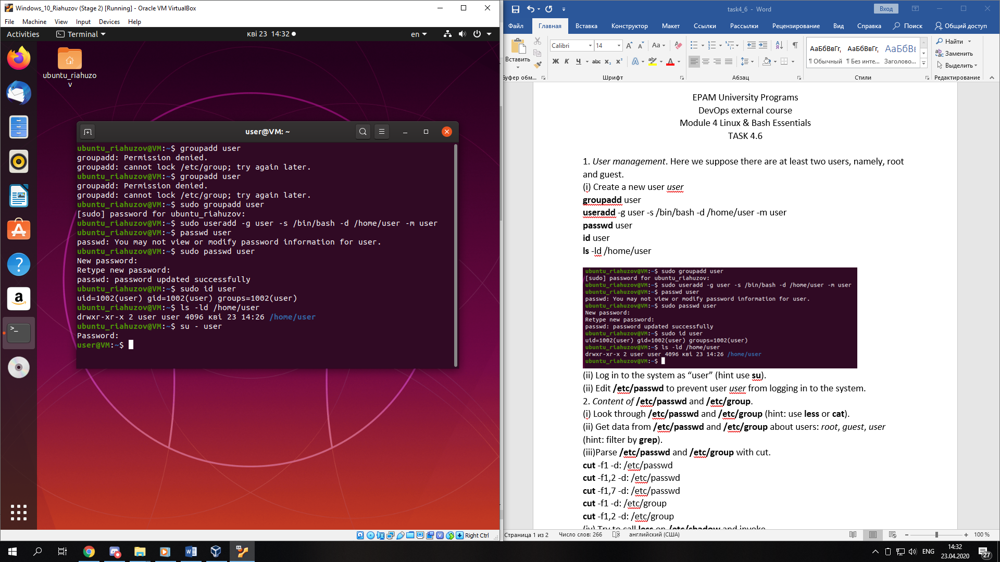 Windows_10_Riahuzov (Stage 2) [Running] - Oracle VM VirtualBox
File Machine View Input Devices Help
Activities Terminal кві 23 14:32 en
ubuntu_riahuzo
v
user@VM: ~
ubuntu_riahuzov@VM:~$ groupadd user
groupadd: Permission denied.
groupadd: cannot lock /etc/group; try again later.
ubuntu_riahuzov@VM:~$ groupadd user
groupadd: Permission denied.
groupadd: cannot lock /etc/group; try again later.
ubuntu_riahuzov@VM:~$ sudo groupadd user
[sudo] password for ubuntu_riahuzov:
ubuntu_riahuzov@VM:~$ sudo useradd -g user -s /bin/bash -d /home/user -m user
ubuntu_riahuzov@VM:~$ passwd user
passwd: You may not view or modify password information for user.
ubuntu_riahuzov@VM:~$ sudo passwd user
New password:
Retype new password:
passwd: password updated successfully
ubuntu_riahuzov@VM:~$ sudo id user
uid=1002(user) gid=1002(user) groups=1002(user)
ubuntu_riahuzov@VM:~$ ls -ld /home/user
drwxr-xr-x 2 user user 4096 кві 23 14:26 /home/user
ubuntu_riahuzov@VM:~$ su - user
Password:
user@VM:~$
Right Ctrl
task4_6 - Word
Вход
Файл Главная Вставка Конструктор Макет Ссылки Рассылки Рецензирование Вид Справка Поиск Общий доступ
Вставить
Calibri 14
Ж К Ч abc x₂ x²
АаБбВвГг, АаБбВвГг, АаБбВі
¶ Обычный ¶ Без инте... Заголово...
Найти
Заменить
Выделить
Буфер обм... Шрифт Абзац Стили Редактирование
EPAM University Programs
DevOps external course
Module 4 Linux & Bash Essentials
TASK 4.6
1. User management. Here we suppose there are at least two users, namely, root
and guest.
(i) Create a new user user
groupadd user
useradd -g user -s /bin/bash -d /home/user -m user
passwd user
id user
ls -ld /home/user
ubuntu_riahuzov@VM:~$ sudo groupadd user
[sudo] password for ubuntu_riahuzov:
ubuntu_riahuzov@VM:~$ sudo useradd -g user -s /bin/bash -d /home/user -m user
ubuntu_riahuzov@VM:~$ passwd user
passwd: You may not view or modify password information for user.
ubuntu_riahuzov@VM:~$ sudo passwd user
New password:
Retype new password:
passwd: password updated successfully
ubuntu_riahuzov@VM:~$ sudo id user
uid=1002(user) gid=1002(user) groups=1002(user)
ubuntu_riahuzov@VM:~$ ls -ld /home/user
drwxr-xr-x 2 user user 4096 кві 23 14:26 /home/user
ubuntu_riahuzov@VM:~$
(ii) Log in to the system as “user” (hint use su).
(ii) Edit /etc/passwd to prevent user user from logging in to the system.
2. Content of /etc/passwd and /etc/group.
(i) Look through /etc/passwd and /etc/group (hint: use less or cat).
(ii) Get data from /etc/passwd and /etc/group about users: root, guest, user
(hint: filter by grep).
(iii)Parse /etc/passwd and /etc/group with cut.
cut -f1 -d: /etc/passwd
cut -f1,2 -d: /etc/passwd
cut -f1,7 -d: /etc/passwd
cut -f1 -d: /etc/group
cut -f1,2 -d: /etc/group
(iv) Try to call less on /etc/shadow and invoke
Страница 1 из 2 Число слов: 266 английский (США) 100 %
ENG 14:32
23.04.2020
27